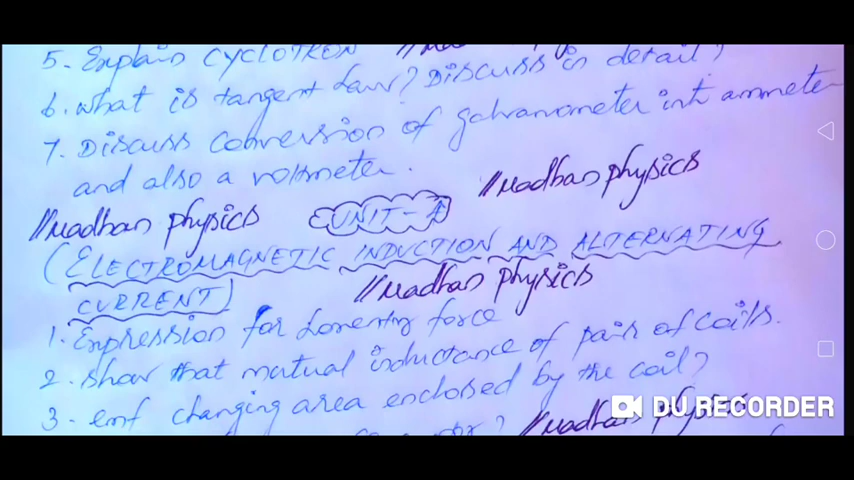 5. Explain CYCLOTRON
6. What is tangent Law? Discuss in detail?
7. Discuss conversion of galvanometer into ammeter
and also a voltmeter.
//Madhan physics
//Madhan physics
UNIT-4
(ELECTROMAGNETIC INDUCTION AND ALTERNATING
CURRENT)
//Madhan physics
1. Expression for Lorentz force
2. Show that mutual inductance of pair of coils.
3. emf changing area enclosed by the coil?
DU RECORDER
//Madhan physics